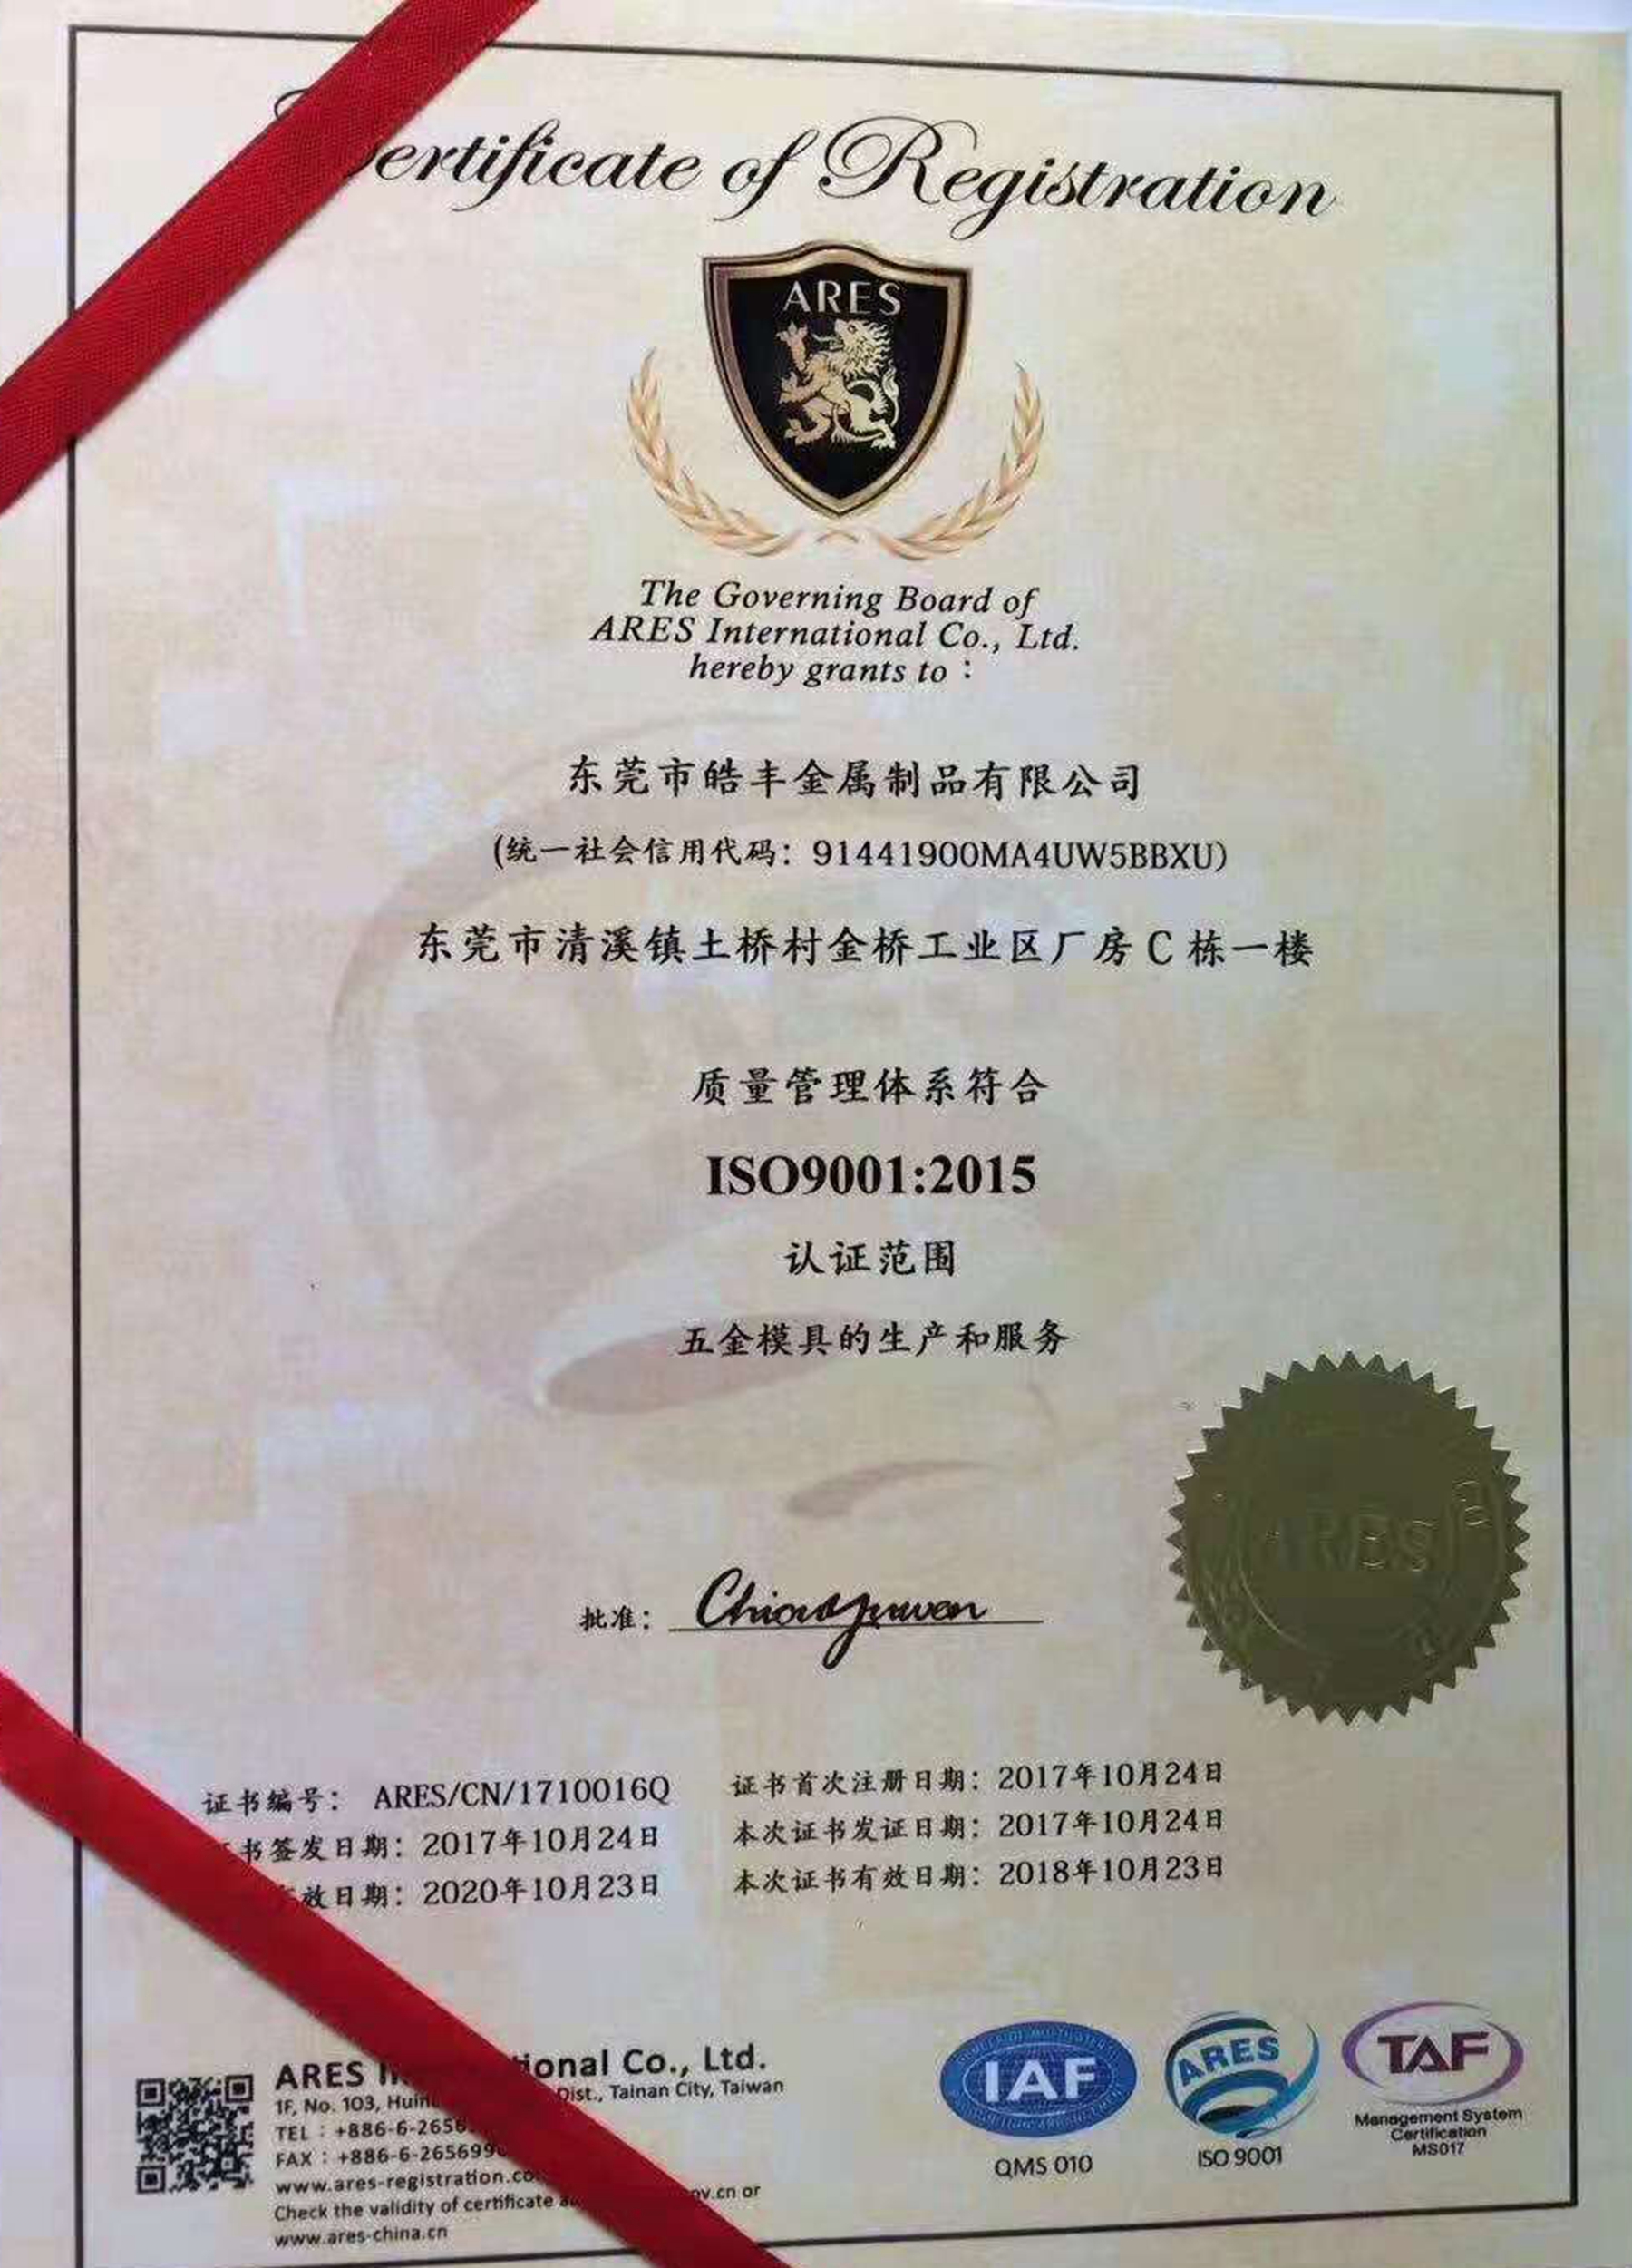 of Registration
ARES
The Governing Board of
ARES International Co., Ltd.
hereby grants to：
东莞市皓丰金属制品有限公司
(统一社会信用代码：91441900MA4UW5BBXU)
东莞市清溪镇土桥村金桥工业区厂房C栋一楼
质量管理体系符合
ISO9001:2015
认证范围
五金模具的生产和服务
ARES
批准：
证书编号： ARES/CN/1710016Q
书签发日期：2017年10月24日
效日期：2020年10月23日
证书首次注册日期：2017年10月24日
本次证书发证日期：2017年10月24日
本次证书有效日期：2018年10月23日
ARES Co., Ltd.
1F, No. 103, Dist., Tainan City, Taiwan
TEL：
FAX：
Check the validity of certificate or
www.ares-china.cn
IAF
QMS 010
ARES
ISO 9001
TAF
Management System
Certification
MS017